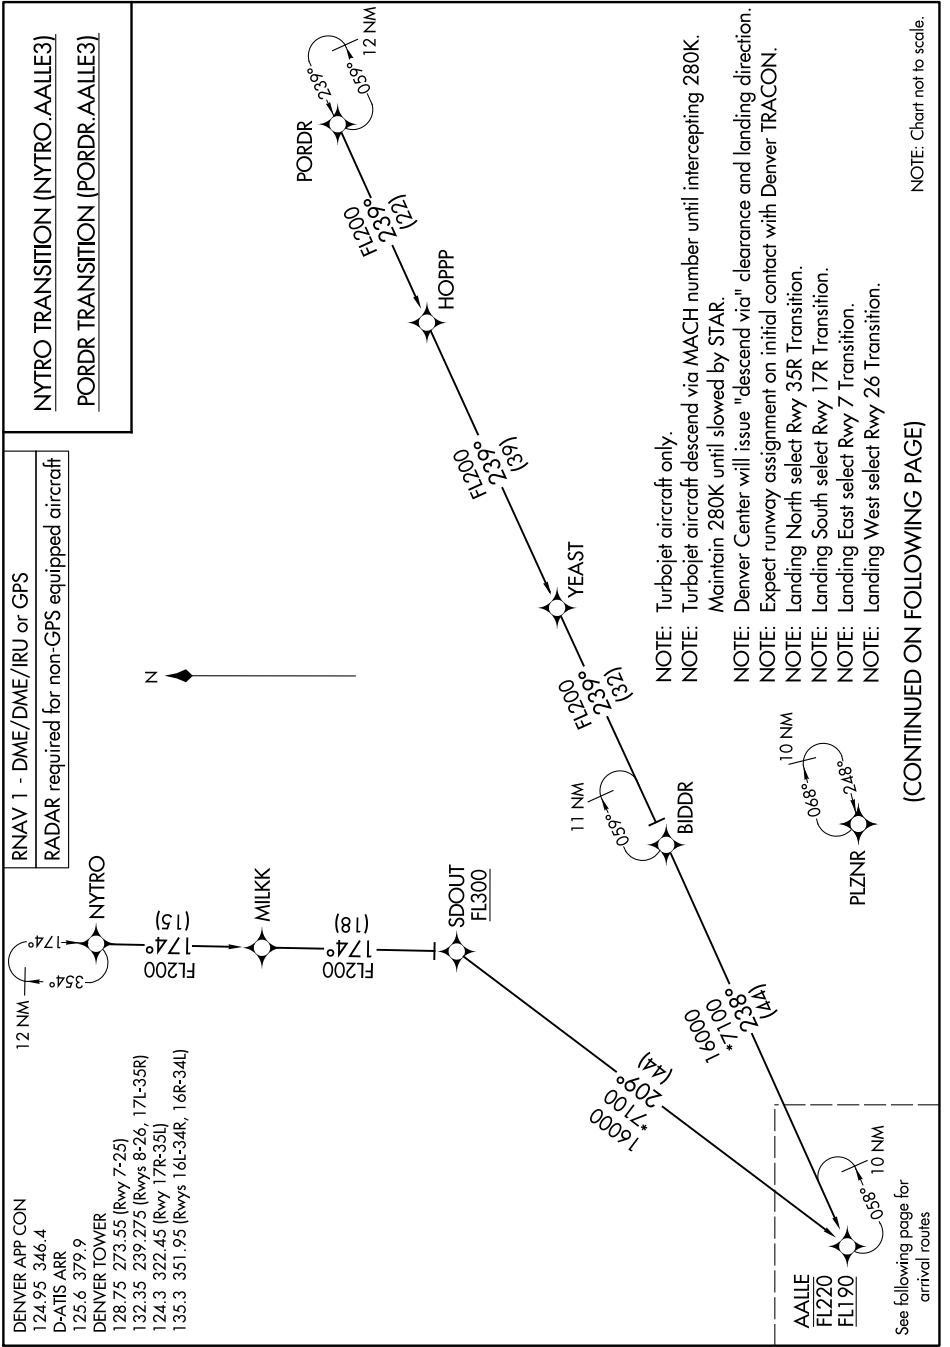 DENVER APP CON
124.95 346.4
D-ATIS ARR
125.6 379.9
DENVER TOWER
128.75 273.55 (Rwy 7-25)
132.35 239.275 (Rwys 8-26, 17L-35R)
124.3 322.45 (Rwy 17R-35L)
135.3 351.95 (Rwys 16L-34R, 16R-34L)
RNAV 1 - DME/DME/IRU or GPS
RADAR required for non-GPS equipped aircraft
NYTRO TRANSITION (NYTRO.AALLE3)
PORDR TRANSITION (PORDR.AALLE3)
12 NM
354°
174°
NYTRO
FL200
174°
(15)
MILKK
FL200
174°
(18)
SDOUT
FL300
16000
*7100
209°
(44)
N
PORDR
239°
059°
12 NM
FL200
239°
(22)
HOPPP
FL200
239°
(39)
YEAST
FL200
239°
(32)
11 NM
059°
BIDDR
16000
*7100
238°
(44)
AALLE
FL220
FL190
058°
10 NM
See following page for
arrival routes
PLZNR
068°
248°
10 NM
NOTE: Turbojet aircraft only.
NOTE: Turbojet aircraft descend via MACH number until intercepting 280K.
Maintain 280K until slowed by STAR.
NOTE: Denver Center will issue "descend via" clearance and landing direction.
NOTE: Expect runway assignment on initial contact with Denver TRACON.
NOTE: Landing North select Rwy 35R Transition.
NOTE: Landing South select Rwy 17R Transition.
NOTE: Landing East select Rwy 7 Transition.
NOTE: Landing West select Rwy 26 Transition.
(CONTINUED ON FOLLOWING PAGE)
NOTE: Chart not to scale.